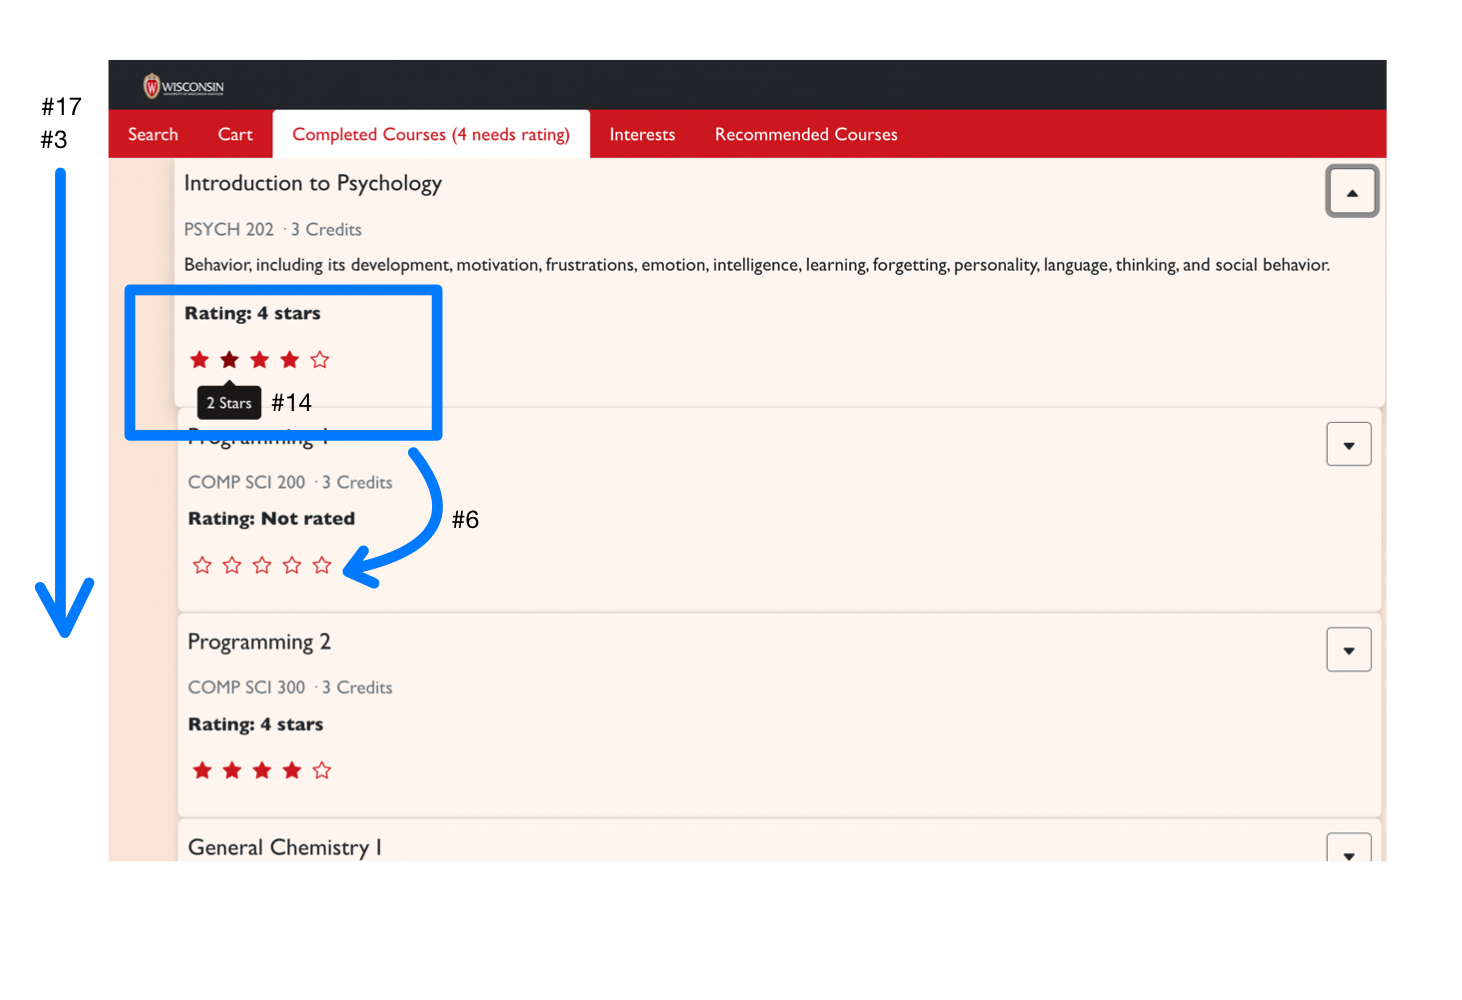 #17
#3
WISCONSIN
Search Cart Completed Courses (4 needs rating) Interests Recommended Courses
Introduction to Psychology
PSYCH 202 · 3 Credits
Behavior, including its development, motivation, frustrations, emotion, intelligence, learning, forgetting, personality, language, thinking, and social behavior.
Rating: 4 stars
2 Stars #14
Programming 1
COMP SCI 200 · 3 Credits
#6
Rating: Not rated
Programming 2
COMP SCI 300 · 3 Credits
Rating: 4 stars
General Chemistry I